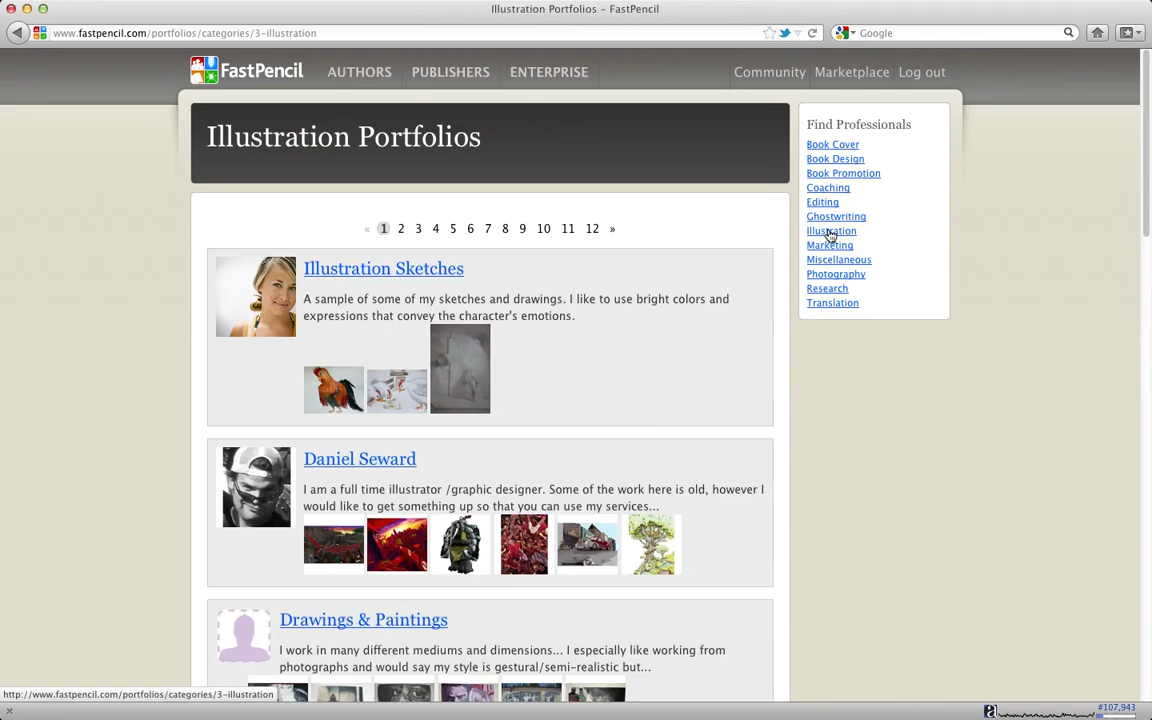 Illustration Portfolios – FastPencil
www.fastpencil.com/portfolios/categories/3-illustration
Google
FastPencil
AUTHORS
PUBLISHERS
ENTERPRISE
Community
Marketplace
Log out
Illustration Portfolios
« 1 2 3 4 5 6 7 8 9 10 11 12 »
Illustration Sketches
A sample of some of my sketches and drawings. I like to use bright colors and
expressions that convey the character's emotions.
Daniel Seward
I am a full time illustrator /graphic designer. Some of the work here is old, however I
would like to get something up so that you can use my services...
Drawings & Paintings
I work in many different mediums and dimensions... I especially like working from
photographs and would say my style is gestural/semi-realistic but...
Find Professionals
Book Cover
Book Design
Book Promotion
Coaching
Editing
Ghostwriting
Illustration
Marketing
Miscellaneous
Photography
Research
Translation
http://www.fastpencil.com/portfolios/categories/3-illustration
a
#107,943